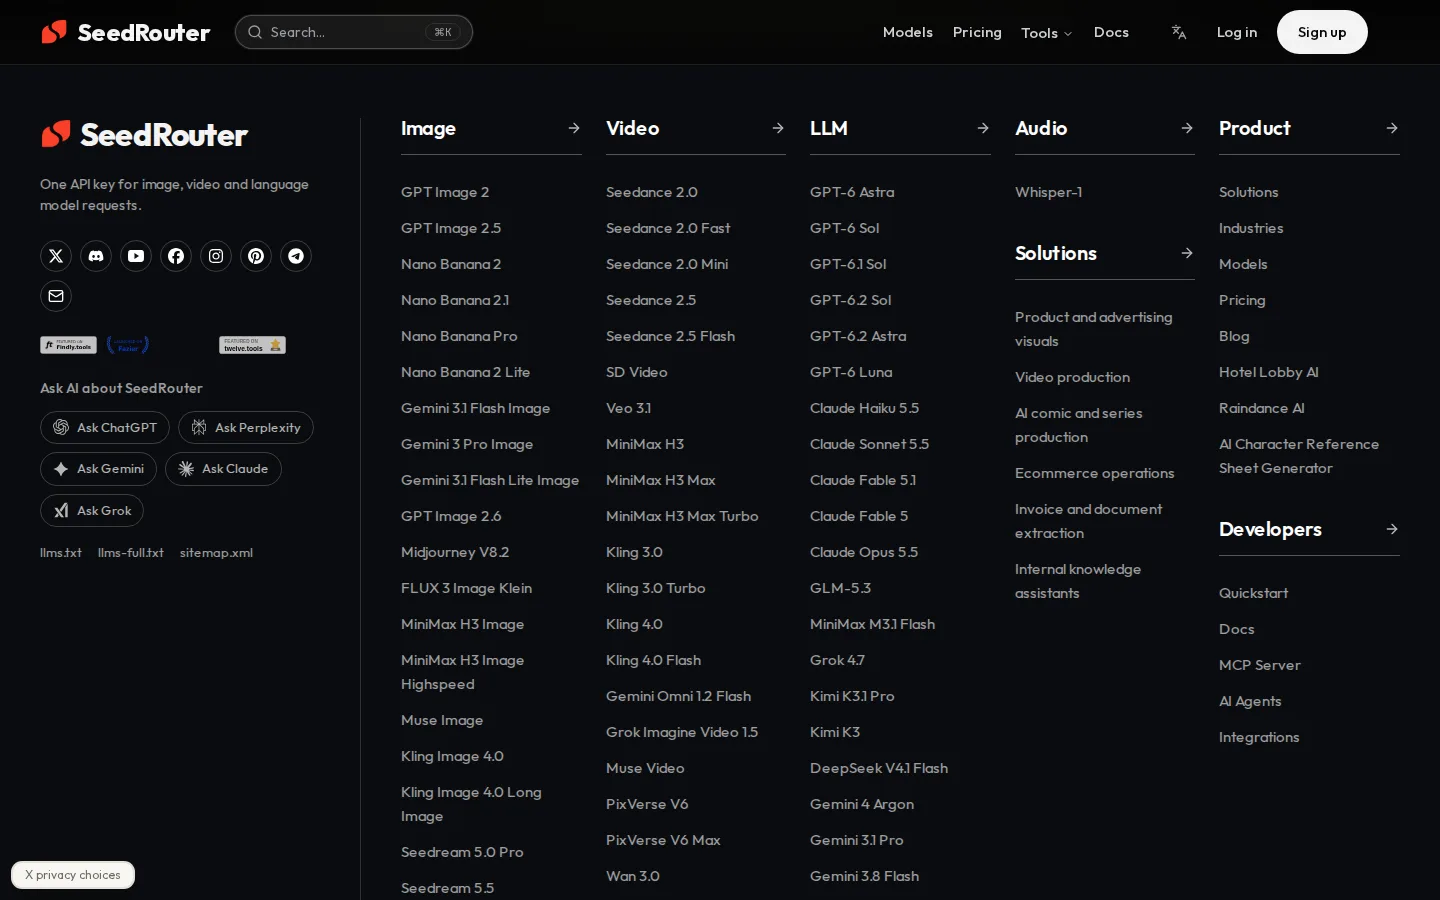 SeedRouter
Search...
⌘K
Models
Pricing
Tools
Docs
Log in
Sign up
SeedRouter
One API key for image, video and language
model requests.
Findly.tools
FEATURED ON
twelve.tools
Ask AI about SeedRouter
Ask ChatGPT
Ask Perplexity
Ask Gemini
Ask Claude
Ask Grok
llms.txt
llms-full.txt
sitemap.xml
Image
GPT Image 2
GPT Image 2.5
Nano Banana 2
Nano Banana 2.1
Nano Banana Pro
Nano Banana 2 Lite
Gemini 3.1 Flash Image
Gemini 3 Pro Image
Gemini 3.1 Flash Lite Image
GPT Image 2.6
Midjourney V8.2
FLUX 3 Image Klein
MiniMax H3 Image
MiniMax H3 Image
Highspeed
Muse Image
Kling Image 4.0
Kling Image 4.0 Long
Image
Seedream 5.0 Pro
Seedream 5.5
Video
Seedance 2.0
Seedance 2.0 Fast
Seedance 2.0 Mini
Seedance 2.5
Seedance 2.5 Flash
SD Video
Veo 3.1
MiniMax H3
MiniMax H3 Max
MiniMax H3 Max Turbo
Kling 3.0
Kling 3.0 Turbo
Kling 4.0
Kling 4.0 Flash
Gemini Omni 1.2 Flash
Grok Imagine Video 1.5
Muse Video
PixVerse V6
PixVerse V6 Max
Wan 3.0
LLM
GPT-6 Astra
GPT-6 Sol
GPT-6.1 Sol
GPT-6.2 Sol
GPT-6.2 Astra
GPT-6 Luna
Claude Haiku 5.5
Claude Sonnet 5.5
Claude Fable 5.1
Claude Fable 5
Claude Opus 5.5
GLM-5.3
MiniMax M3.1 Flash
Grok 4.7
Kimi K3.1 Pro
Kimi K3
DeepSeek V4.1 Flash
Gemini 4 Argon
Gemini 3.1 Pro
Gemini 3.8 Flash
Audio
Whisper-1
Solutions
Product and advertising
visuals
Video production
AI comic and series
production
Ecommerce operations
Invoice and document
extraction
Internal knowledge
assistants
Product
Solutions
Industries
Models
Pricing
Blog
Hotel Lobby AI
Raindance AI
AI Character Reference
Sheet Generator
Developers
Quickstart
Docs
MCP Server
AI Agents
Integrations
X privacy choices